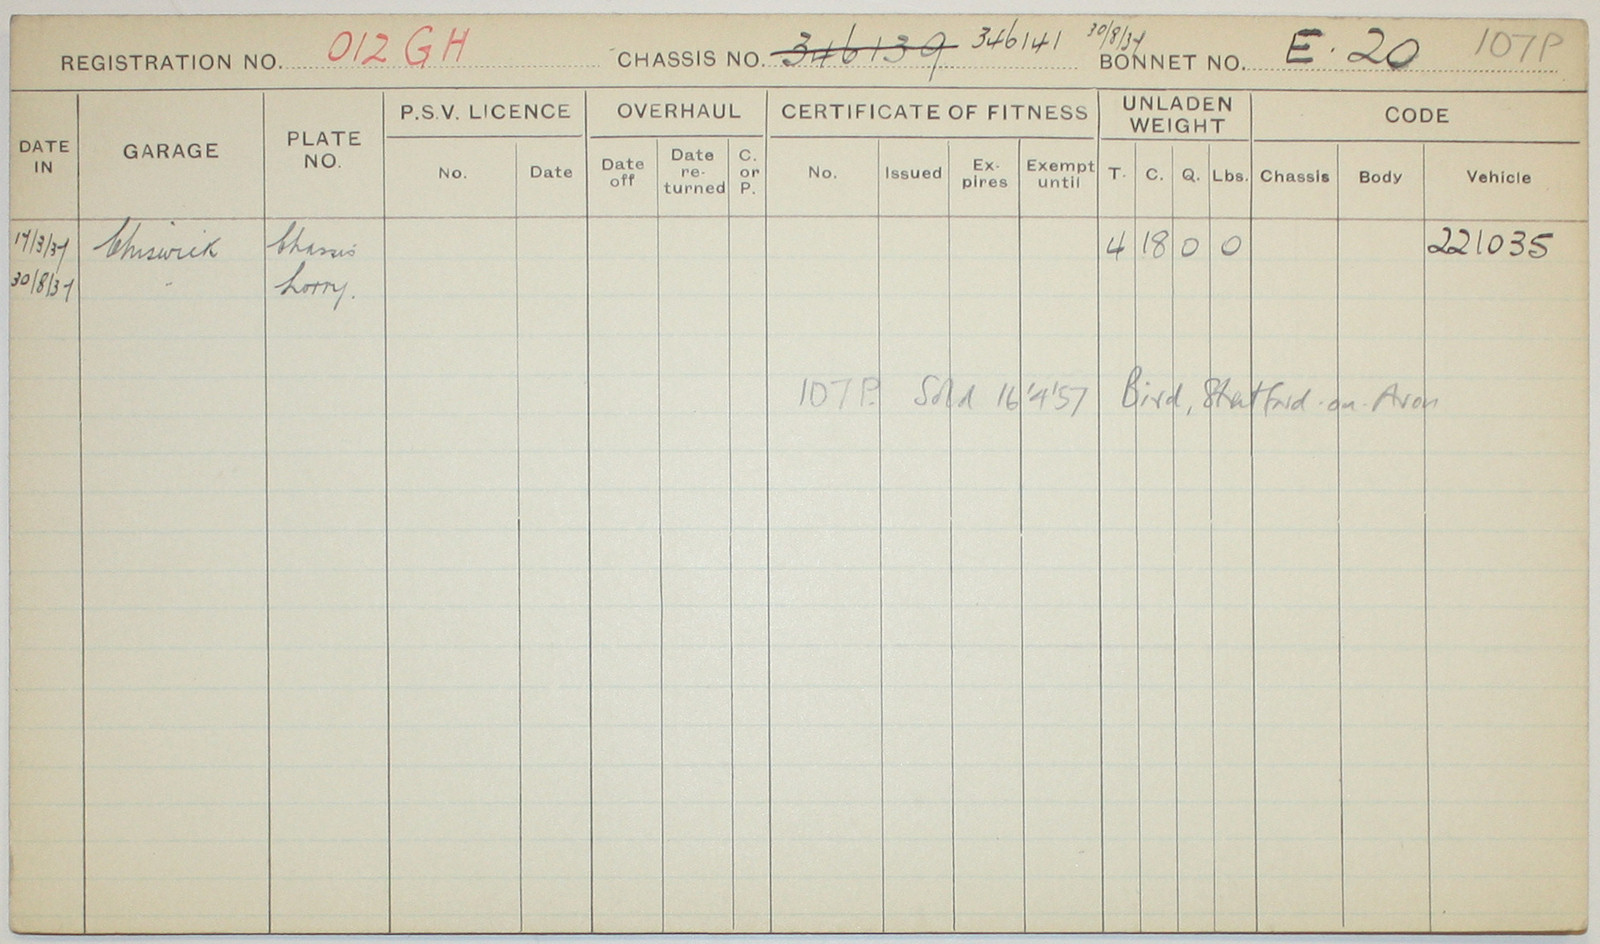 REGISTRATION NO. 012 GH CHASSIS NO. 346139 346141 30/8/37 BONNET NO. E. 20 107P
DATE IN GARAGE PLATE NO. P.S.V. LICENCE OVERHAUL CERTIFICATE OF FITNESS UNLADEN WEIGHT CODE
No. Date Date off Date re-turned C. or P. No. Issued Ex-pires Exempt until T. C. Q. Lbs. Chassis Body Vehicle
17/3/37 Chiswick Chassis 4 18 0 0 221035
30/8/37 " Lorry.
107P. Sold 16'4'57 Bird, Stratford-on-Avon